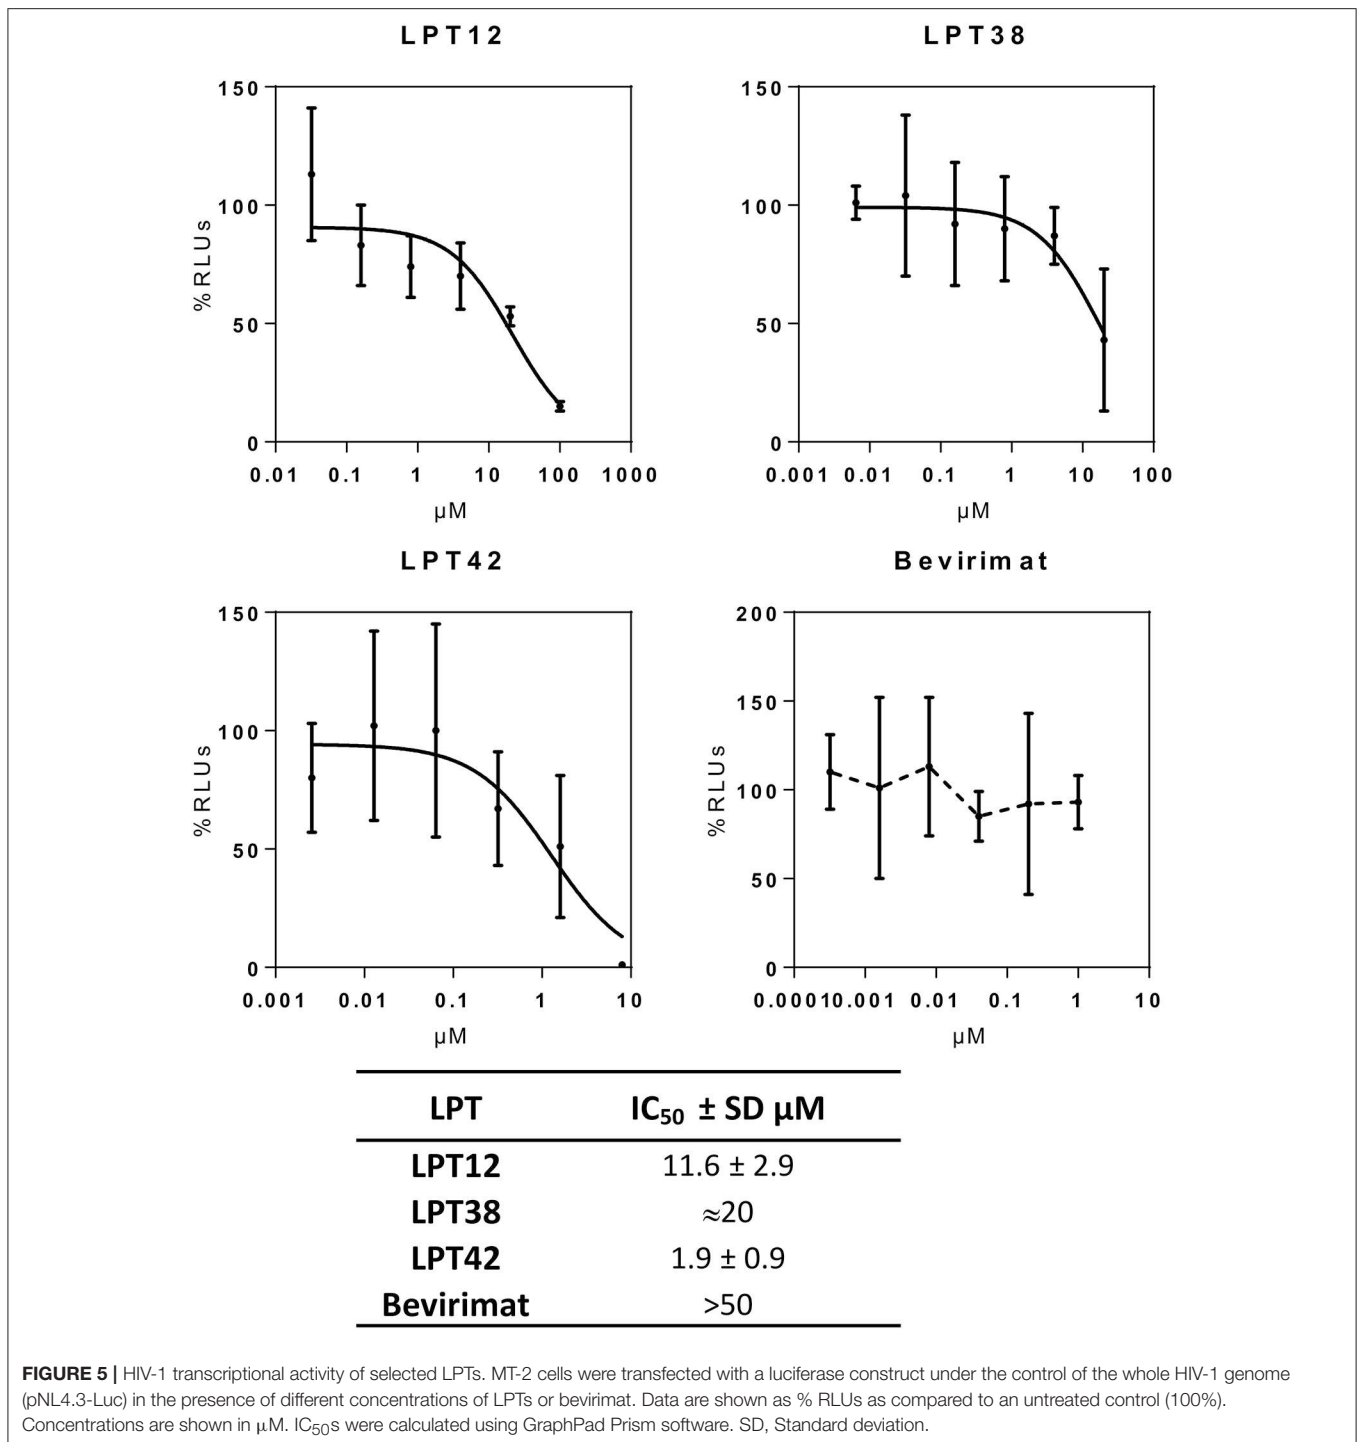 LPT12
150
100
50
0
%RLUs
0.01 0.1 1 10 100 1000
µM
LPT38
150
100
50
0
0.001 0.01 0.1 1 10 100
µM
LPT42
150
100
50
0
%RLUs
0.001 0.01 0.1 1 10
µM
Bevirimat
200
150
100
50
0
%RLUs
0.0001 0.001 0.01 0.1 1 10
µM
LPT IC50 ± SD µM
LPT12 11.6 ± 2.9
LPT38 ≈20
LPT42 1.9 ± 0.9
Bevirimat >50
FIGURE 5 | HIV-1 transcriptional activity of selected LPTs. MT-2 cells were transfected with a luciferase construct under the control of the whole HIV-1 genome
(pNL4.3-Luc) in the presence of different concentrations of LPTs or bevirimat. Data are shown as % RLUs as compared to an untreated control (100%).
Concentrations are shown in µM. IC50s were calculated using GraphPad Prism software. SD, Standard deviation.